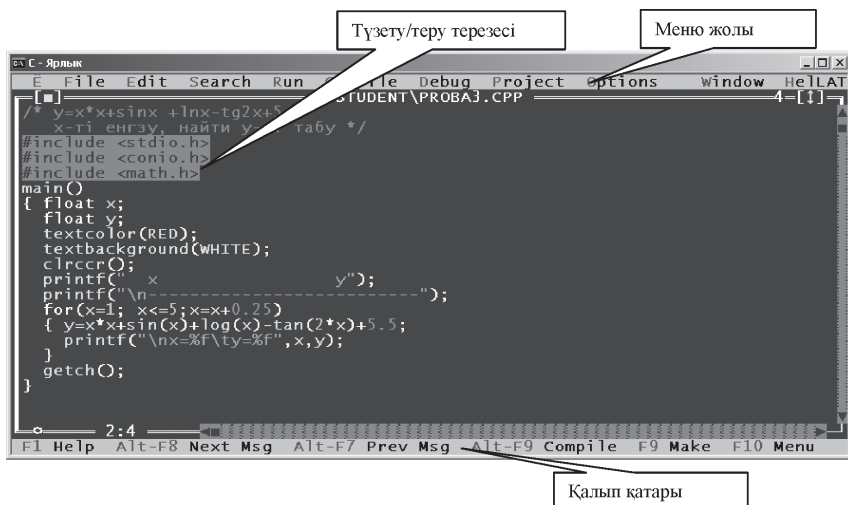 Түзету/теру терезесі
Меню жолы
C - Ярлык
Ё File Edit Search Run Debug Project Options Window HelLAT
[■] STUDENT\PROBA3.CPP 4=[↕]
/* y=x*x+sinx +lnx-tg2x+5
x-ті енгзу, найти табу */
#include <stdio.h>
#include <conio.h>
#include <math.h>
main()
{ float x;
float y;
textcolor(RED);
textbackground(WHITE);
clrccr();
printf(" x y");
printf("\n---------------------------");
for(x=1; x<=5;x=x+0.25)
{ y=x*x+sin(x)+log(x)-tan(2*x)+5.5;
printf("\nx=%f\ty=%f",x,y);
}
getch();
}
2:4
F1 Help Alt-F8 Next Msg Alt-F7 Prev Msg Alt-F9 Compile F9 Make F10 Menu
Қалып қатары